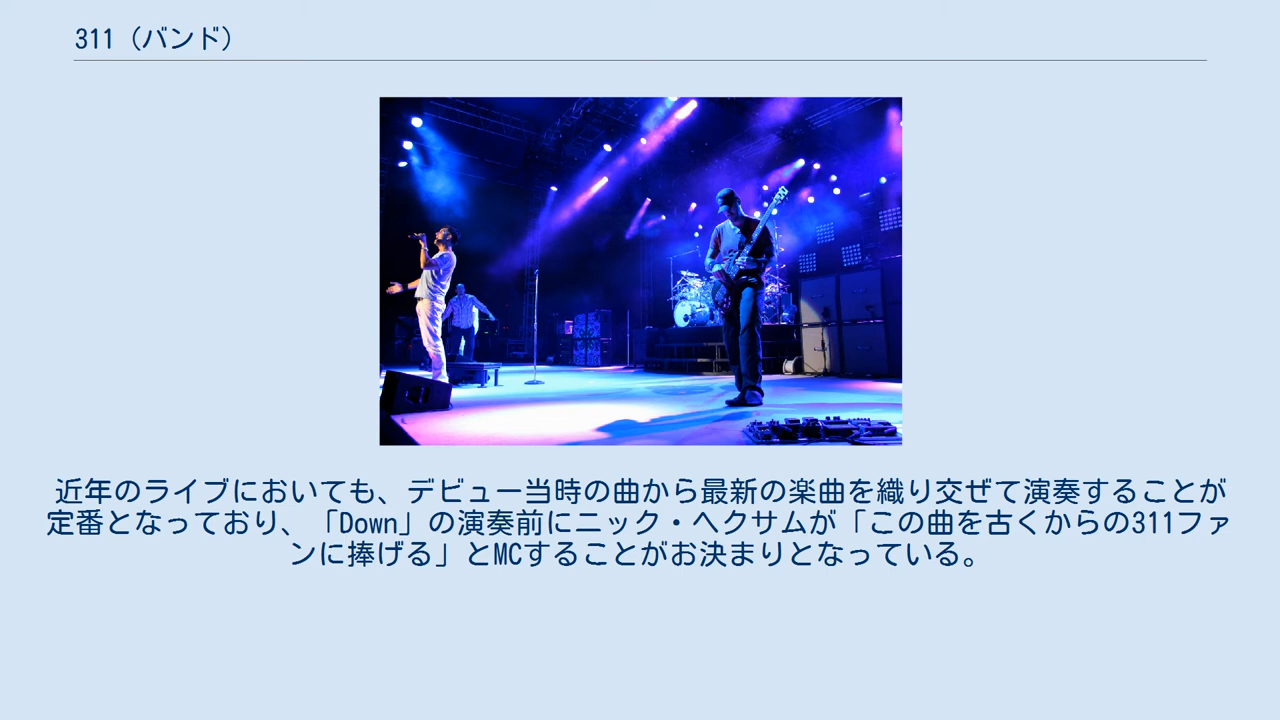 311（バンド）
近年のライブにおいても、デビュー当時の曲から最新の楽曲を織り交ぜて演奏することが
定番となっており、「Down」の演奏前にニック・ヘクサムが「この曲を古くからの311ファ
ンに捧げる」とMCすることがお決まりとなっている。